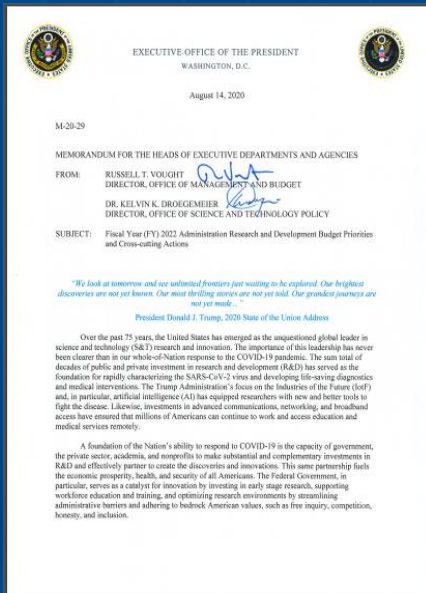 EXECUTIVE OFFICE OF THE PRESIDENT
WASHINGTON, D.C.
August 14, 2020
M-20-29
MEMORANDUM FOR THE HEADS OF EXECUTIVE DEPARTMENTS AND AGENCIES
FROM: RUSSELL T. VOUGHT
DIRECTOR, OFFICE OF MANAGEMENT AND BUDGET
DR. KELVIN K. DROEGEMEIER
DIRECTOR, OFFICE OF SCIENCE AND TECHNOLOGY POLICY
SUBJECT: Fiscal Year (FY) 2022 Administration Research and Development Budget Priorities
and Cross-cutting Actions
"We look at tomorrow and see unlimited frontiers just waiting to be explored. Our brightest
discoveries are not yet known. Our most thrilling stories are not yet told. Our grandest journeys are
not yet made..."
President Donald J. Trump, 2020 State of the Union Address
Over the past 75 years, the United States has emerged as the unquestioned global leader in
science and technology (S&T) research and innovation. The importance of this leadership has never
been clearer than in our whole-of-Nation response to the COVID-19 pandemic. The sum total of
decades of public and private investment in research and development (R&D) has served as the
foundation for rapidly characterizing the SARS-CoV-2 virus and developing life-saving diagnostics
and medical interventions. The Trump Administration's focus on the Industries of the Future (IotF)
and, in particular, artificial intelligence (AI) has equipped researchers with new and better tools to
fight the disease. Likewise, investments in advanced communications, networking, and broadband
access have ensured that millions of Americans can continue to work and access education and
medical services remotely.
A foundation of the Nation's ability to respond to COVID-19 is the capacity of government,
the private sector, academia, and nonprofits to make substantial and complementary investments in
R&D and effectively partner to create the discoveries and innovations. This same partnership fuels
the economic prosperity, health, and security of all Americans. The Federal Government, in
particular, serves as a catalyst for innovation by investing in early stage research, supporting
workforce education and training, and optimizing research environments by streamlining
administrative barriers and adhering to bedrock American values, such as free inquiry, competition,
honesty, and inclusion.